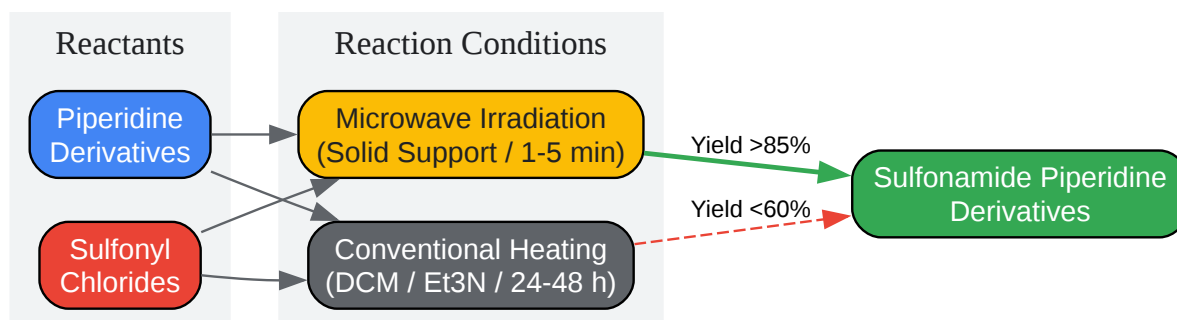 Reactants
Reaction Conditions
Piperidine
Derivatives
Microwave Irradiation
(Solid Support / 1-5 min)
Yield >85%
Sulfonamide Piperidine
Derivatives
Yield <60%
Sulfonyl
Chlorides
Conventional Heating
(DCM / Et3N / 24-48 h)